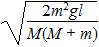 √(2m²gl / M(M + m))